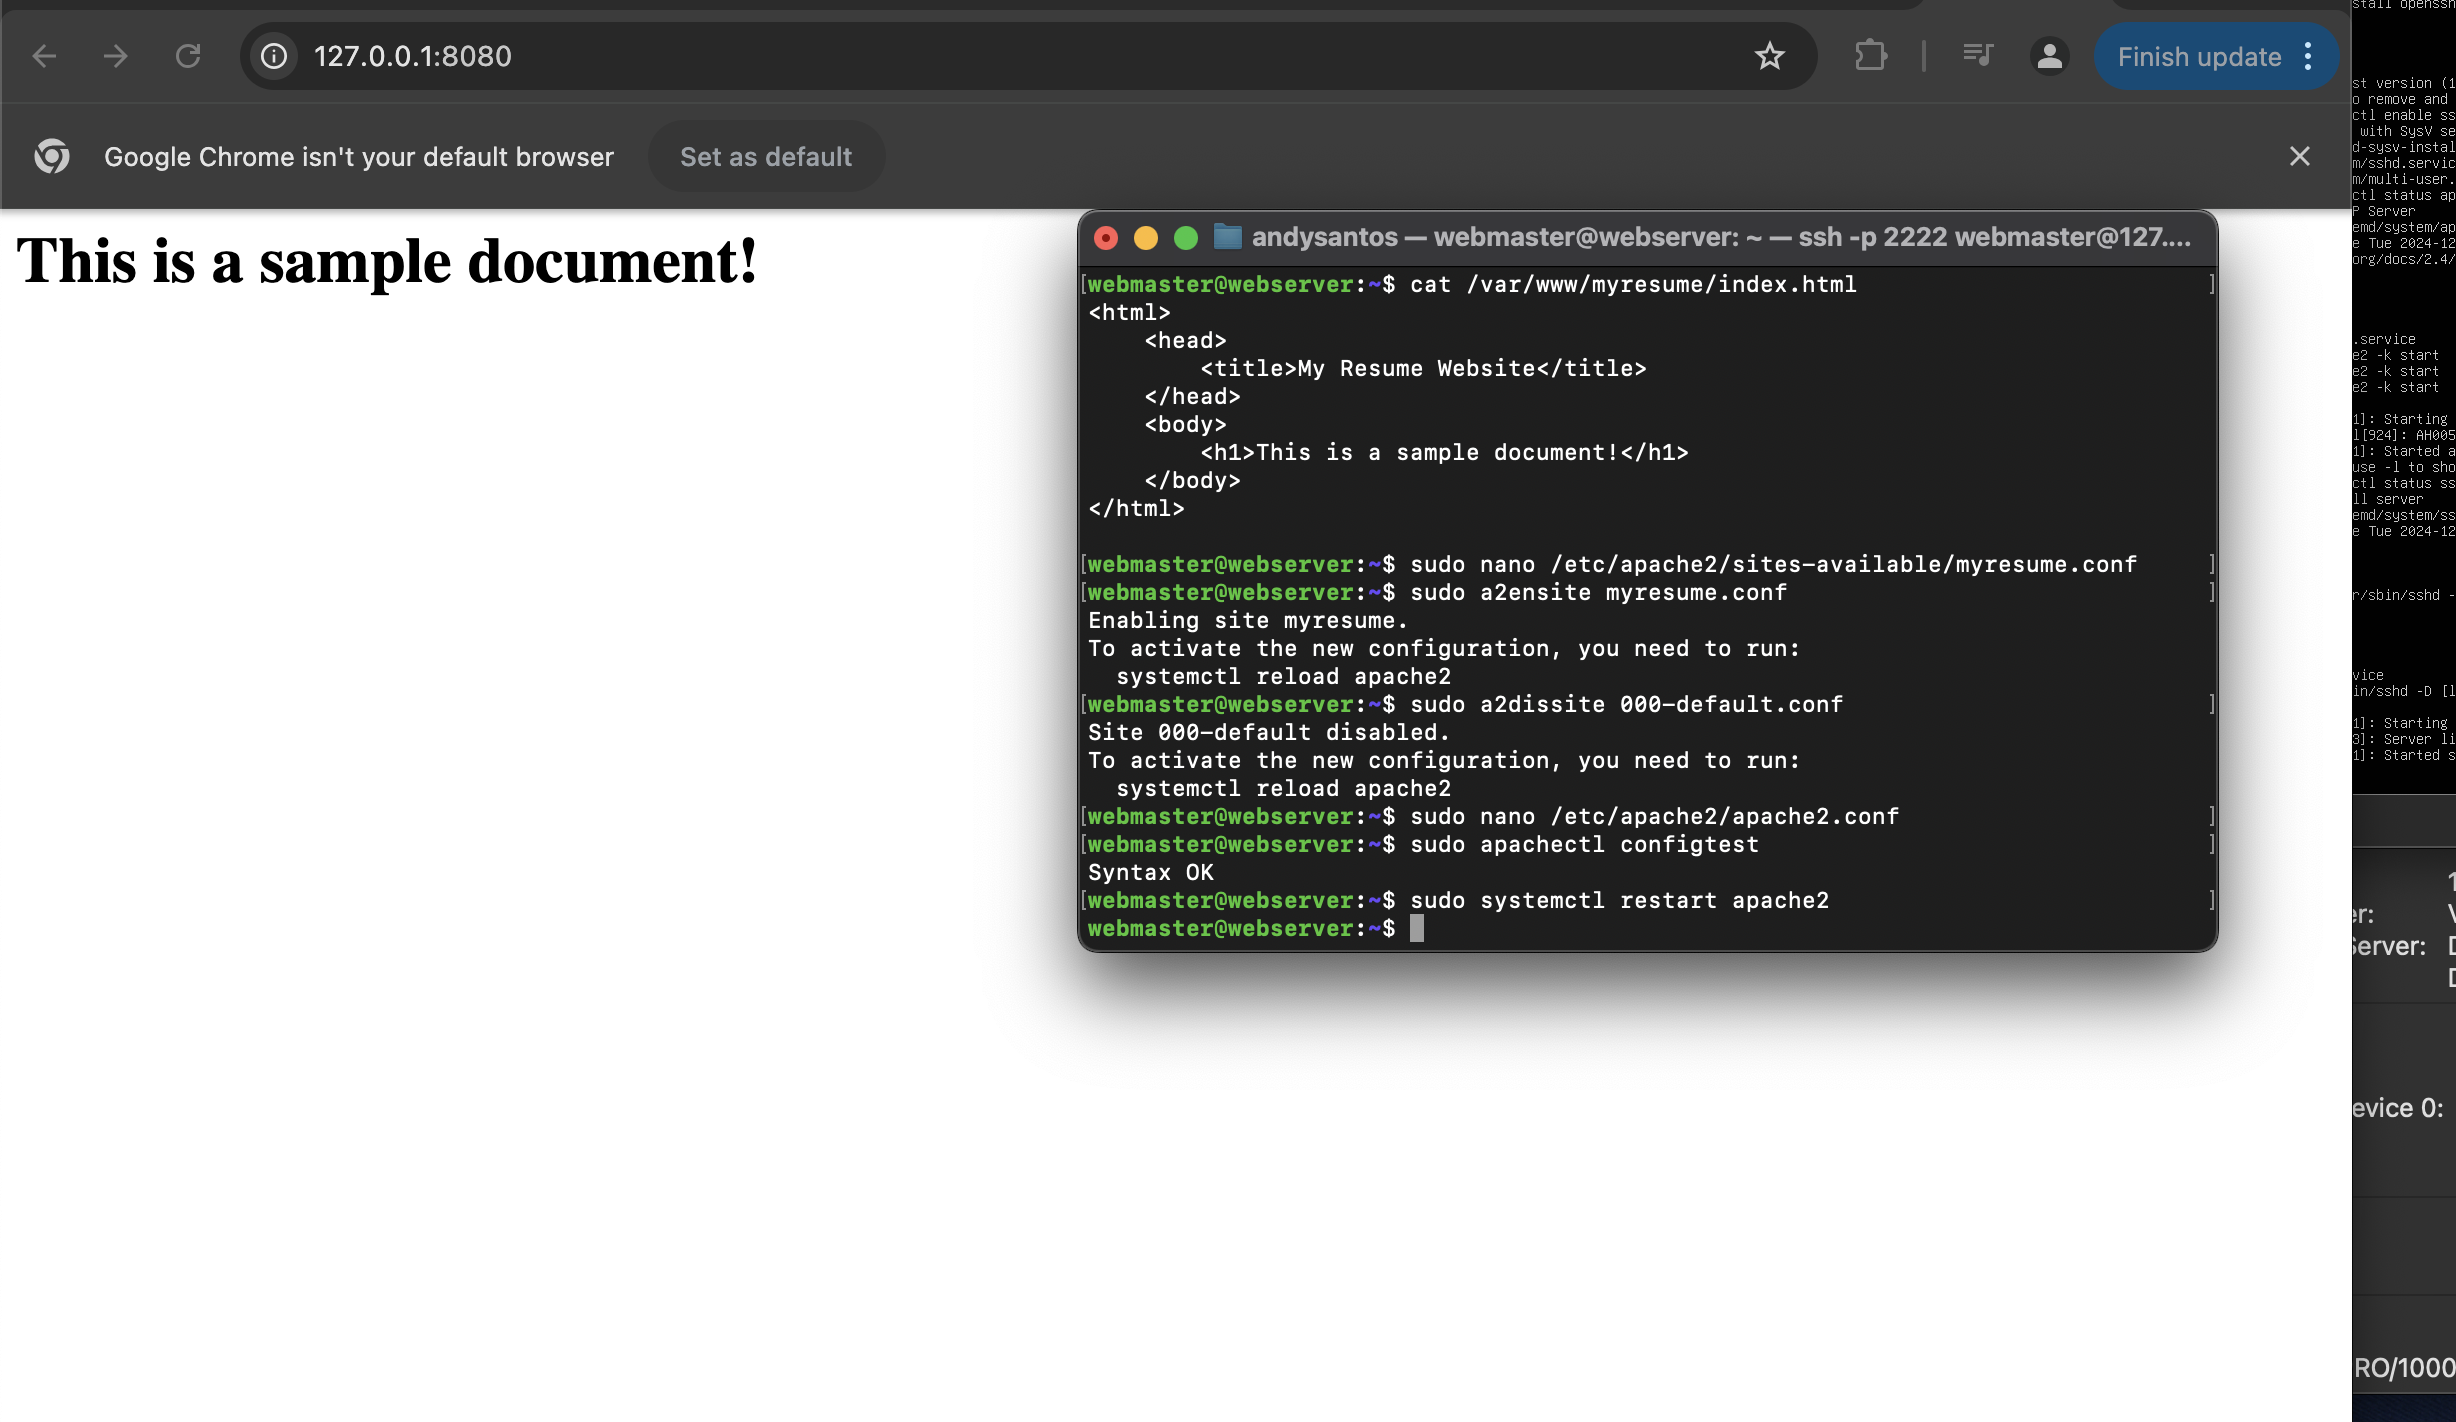 127.0.0.1:8080
Finish update
Google Chrome isn't your default browser
Set as default
This is a sample document!
andysantos — webmaster@webserver: ~ — ssh -p 2222 webmaster@127....
[webmaster@webserver:~$ cat /var/www/myresume/index.html ]
<html>
<head>
<title>My Resume Website</title>
</head>
<body>
<h1>This is a sample document!</h1>
</body>
</html>
[webmaster@webserver:~$ sudo nano /etc/apache2/sites-available/myresume.conf ]
[webmaster@webserver:~$ sudo a2ensite myresume.conf ]
Enabling site myresume.
To activate the new configuration, you need to run:
systemctl reload apache2
[webmaster@webserver:~$ sudo a2dissite 000-default.conf ]
Site 000-default disabled.
To activate the new configuration, you need to run:
systemctl reload apache2
[webmaster@webserver:~$ sudo nano /etc/apache2/apache2.conf ]
[webmaster@webserver:~$ sudo apachectl configtest ]
Syntax OK
[webmaster@webserver:~$ sudo systemctl restart apache2 ]
webmaster@webserver:~$
stall openssh
st version (1
o remove and
ctl enable ss
with SysV se
d-sysv-instal
m/sshd.servic
m/multi-user.
ctl status ap
P Server
emd/system/ap
e Tue 2024-12
org/docs/2.4/
.service
e2 -k start
e2 -k start
e2 -k start
1]: Starting
l[924]: AH005
1]: Started a
use -l to sho
ctl status ss
ll server
emd/system/ss
e Tue 2024-12
r/sbin/sshd -
vice
in/sshd -D [l
1]: Starting
3]: Server li
1]: Started s
er:
Server:
evice 0:
RO/1000